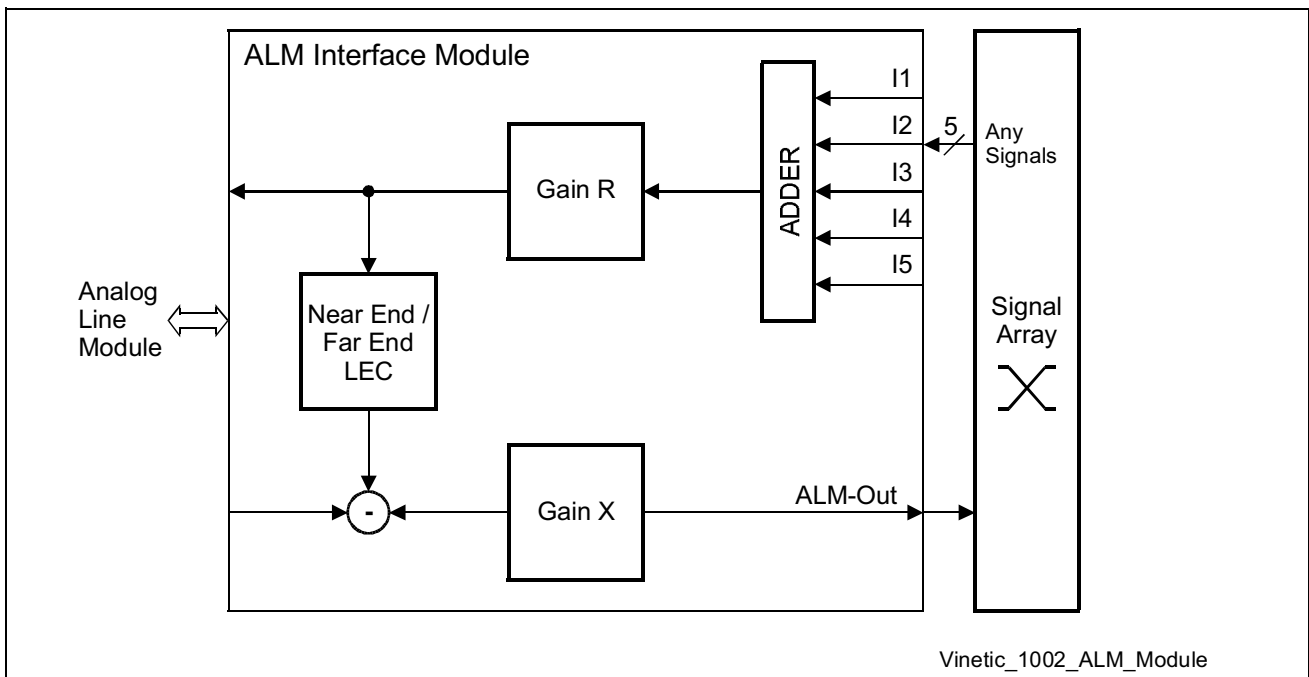 ALM Interface Module
I1
I2
I3
I4
I5
5
Any
Signals
ADDER
Gain R
Near End /
Far End
LEC
Analog
Line
Module
Signal
Array
-
Gain X
ALM-Out
Vinetic_1002_ALM_Module